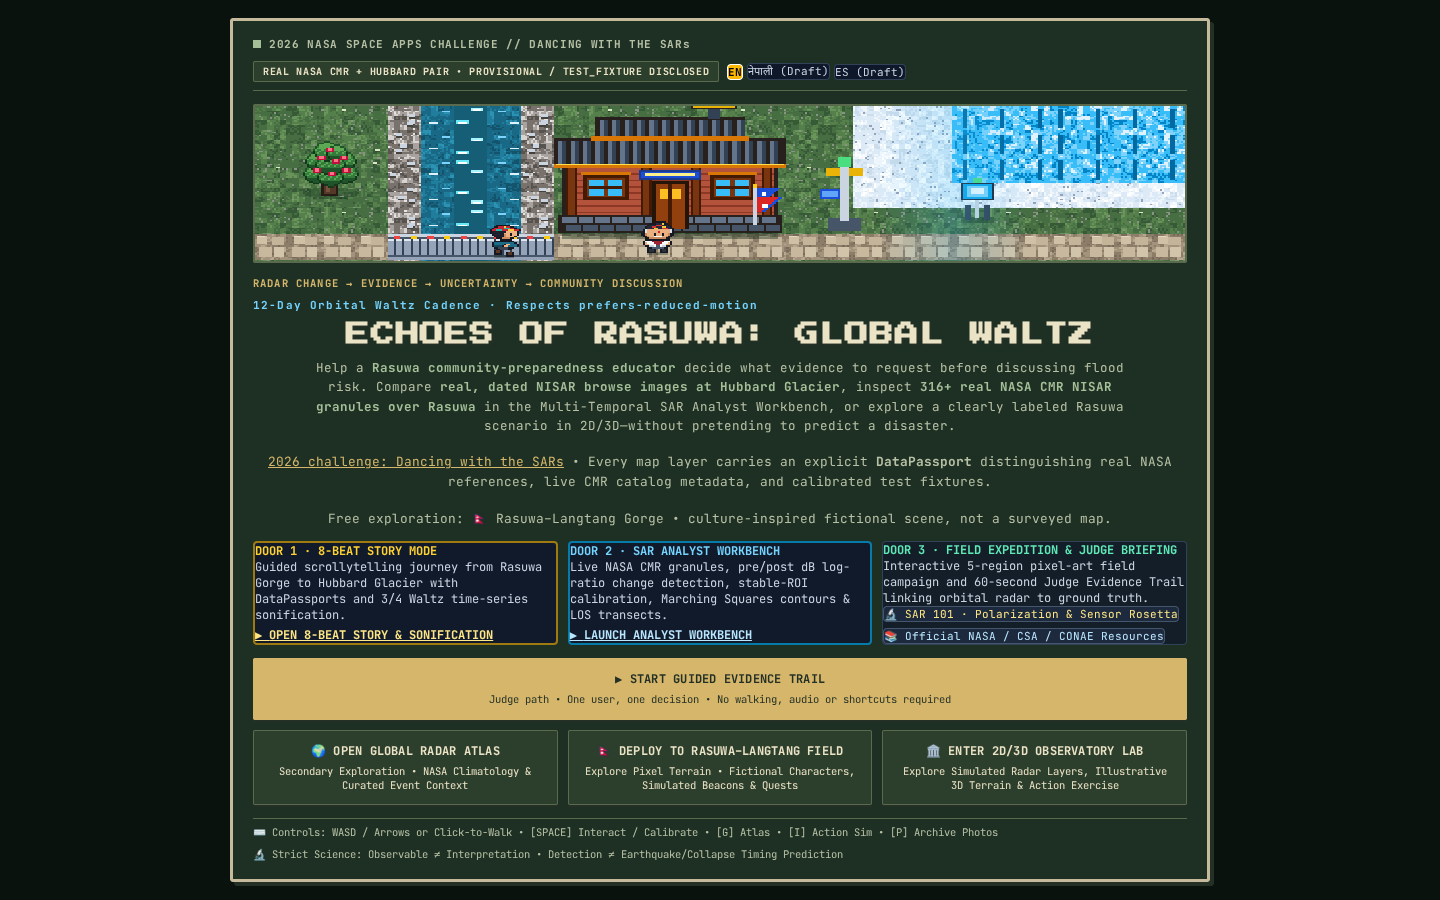 2026 NASA SPACE APPS CHALLENGE // DANCING WITH THE SARs
REAL NASA CMR + HUBBARD PAIR • PROVISIONAL / TEST_FIXTURE DISCLOSED
EN
नेपाली (Draft)
ES (Draft)
RADAR CHANGE → EVIDENCE → UNCERTAINTY → COMMUNITY DISCUSSION
12-Day Orbital Waltz Cadence · Respects prefers-reduced-motion
ECHOES OF RASUWA: GLOBAL WALTZ
Help a Rasuwa community-preparedness educator decide what evidence to request before discussing flood
risk. Compare real, dated NISAR browse images at Hubbard Glacier, inspect 316+ real NASA CMR NISAR
granules over Rasuwa in the Multi-Temporal SAR Analyst Workbench, or explore a clearly labeled Rasuwa
scenario in 2D/3D—without pretending to predict a disaster.
2026 challenge: Dancing with the SARs • Every map layer carries an explicit DataPassport distinguishing real NASA
references, live CMR catalog metadata, and calibrated test fixtures.
Free exploration: 🇳🇵 Rasuwa–Langtang Gorge • culture-inspired fictional scene, not a surveyed map.
DOOR 1 · 8-BEAT STORY MODE
Guided scrollytelling journey from Rasuwa
Gorge to Hubbard Glacier with
DataPassports and 3/4 Waltz time-series
sonification.
▶ OPEN 8-BEAT STORY & SONIFICATION
DOOR 2 · SAR ANALYST WORKBENCH
Live NASA CMR granules, pre/post dB log-
ratio change detection, stable-ROI
calibration, Marching Squares contours &
LOS transects.
▶ LAUNCH ANALYST WORKBENCH
DOOR 3 · FIELD EXPEDITION & JUDGE BRIEFING
Interactive 5-region pixel-art field
campaign and 60-second Judge Evidence Trail
linking orbital radar to ground truth.
🔬 SAR 101 · Polarization & Sensor Rosetta
📚 Official NASA / CSA / CONAE Resources
▶ START GUIDED EVIDENCE TRAIL
Judge path • One user, one decision • No walking, audio or shortcuts required
🌍 OPEN GLOBAL RADAR ATLAS
Secondary Exploration • NASA Climatology &
Curated Event Context
🇳🇵 DEPLOY TO RASUWA–LANGTANG FIELD
Explore Pixel Terrain • Fictional Characters,
Simulated Beacons & Quests
🏛️ ENTER 2D/3D OBSERVATORY LAB
Explore Simulated Radar Layers, Illustrative
3D Terrain & Action Exercise
⌨️ Controls: WASD / Arrows or Click-to-Walk • [SPACE] Interact / Calibrate • [G] Atlas • [I] Action Sim • [P] Archive Photos
🔬 Strict Science: Observable ≠ Interpretation • Detection ≠ Earthquake/Collapse Timing Prediction